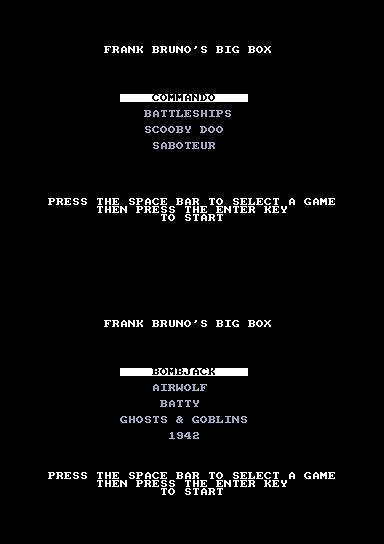 FRANK BRUNO'S BIG BOX
COMMANDO
BATTLESHIPS
SCOOBY DOO
SABOTEUR
PRESS THE SPACE BAR TO SELECT A GAME
THEN PRESS THE ENTER KEY
TO START
FRANK BRUNO'S BIG BOX
BOMBJACK
AIRWOLF
BATTY
GHOSTS & GOBLINS
1942
PRESS THE SPACE BAR TO SELECT A GAME
THEN PRESS THE ENTER KEY
TO START